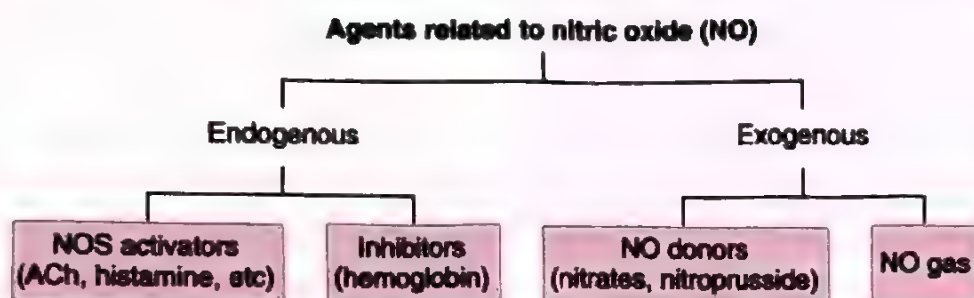 Agents related to nitric oxide (NO)
Endogenous
Exogenous
NOS activators
(ACh, histamine, etc)
Inhibitors
(hemoglobin)
NO donors
(nitrates, nitroprusside)
NO gas